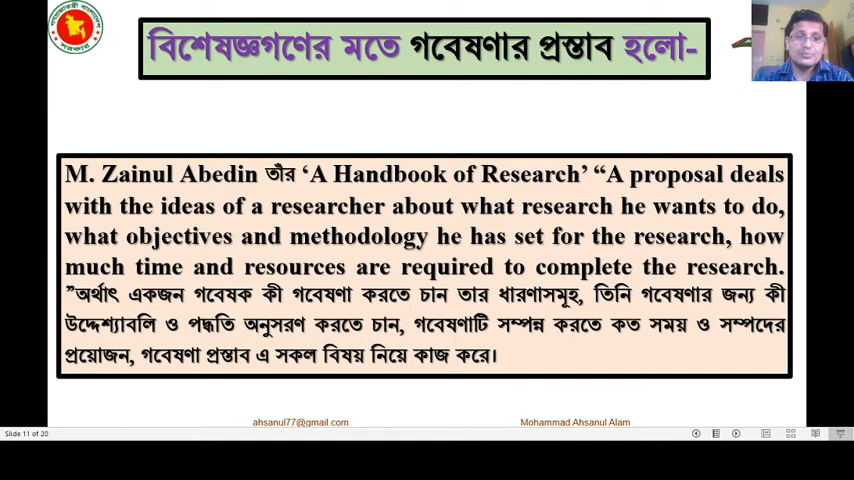 বিশেষজ্ঞগণের মতে গবেষণার প্রস্তাব হলো-
M. Zainul Abedin তাঁর ‘A Handbook of Research’ “A proposal deals
with the ideas of a researcher about what research he wants to do,
what objectives and methodology he has set for the research, how
much time and resources are required to complete the research.
”অর্থাৎ একজন গবেষক কী গবেষণা করতে চান তার ধারণাসমূহ, তিনি গবেষণার জন্য কী
উদ্দেশ্যাবলি ও পদ্ধতি অনুসরণ করতে চান, গবেষণাটি সম্পন্ন করতে কত সময় ও সম্পদের
প্রয়োজন, গবেষণা প্রস্তাব এ সকল বিষয় নিয়ে কাজ করে।
ahsanul77@gmail.com Mohammad Ahsanul Alam
Slide 11 of 20